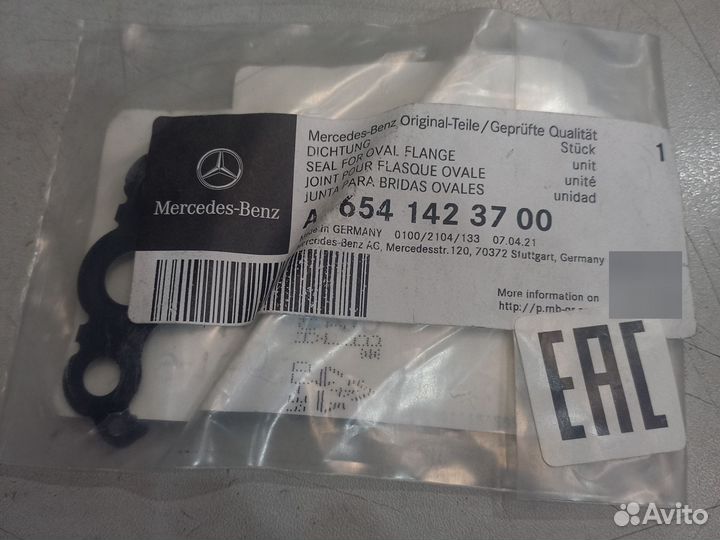 Mercedes-Benz
Mercedes-Benz Original-Teile/Geprüfte Qualität
DICHTUNG
SEAL FOR OVAL FLANGE
JOINT POUR FLASQUE OVALE
JUNTA PARA BRIDAS OVALES
Stück
unit
unité
unidad
1
A 654 142 37 00
Made in GERMANY 0100/2104/133 07.04.21
Mercedes-Benz AG, Mercedesstr.120, 70372 Stuttgart, Germany
More information on
EAC
Avito